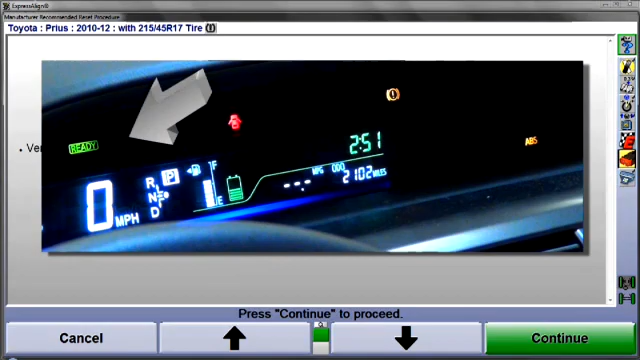 ExpressAlign®
Manufacturer Recommended Reset Procedure
Toyota : Prius : 2010-12 : with 215/45R17 Tire
• Ver
READY
2:51
ABS
0 MPH
R
N
D
P
F
E
MPG
--.-
ODO
2102 MILES
Press "Continue" to proceed.
Cancel
Continue